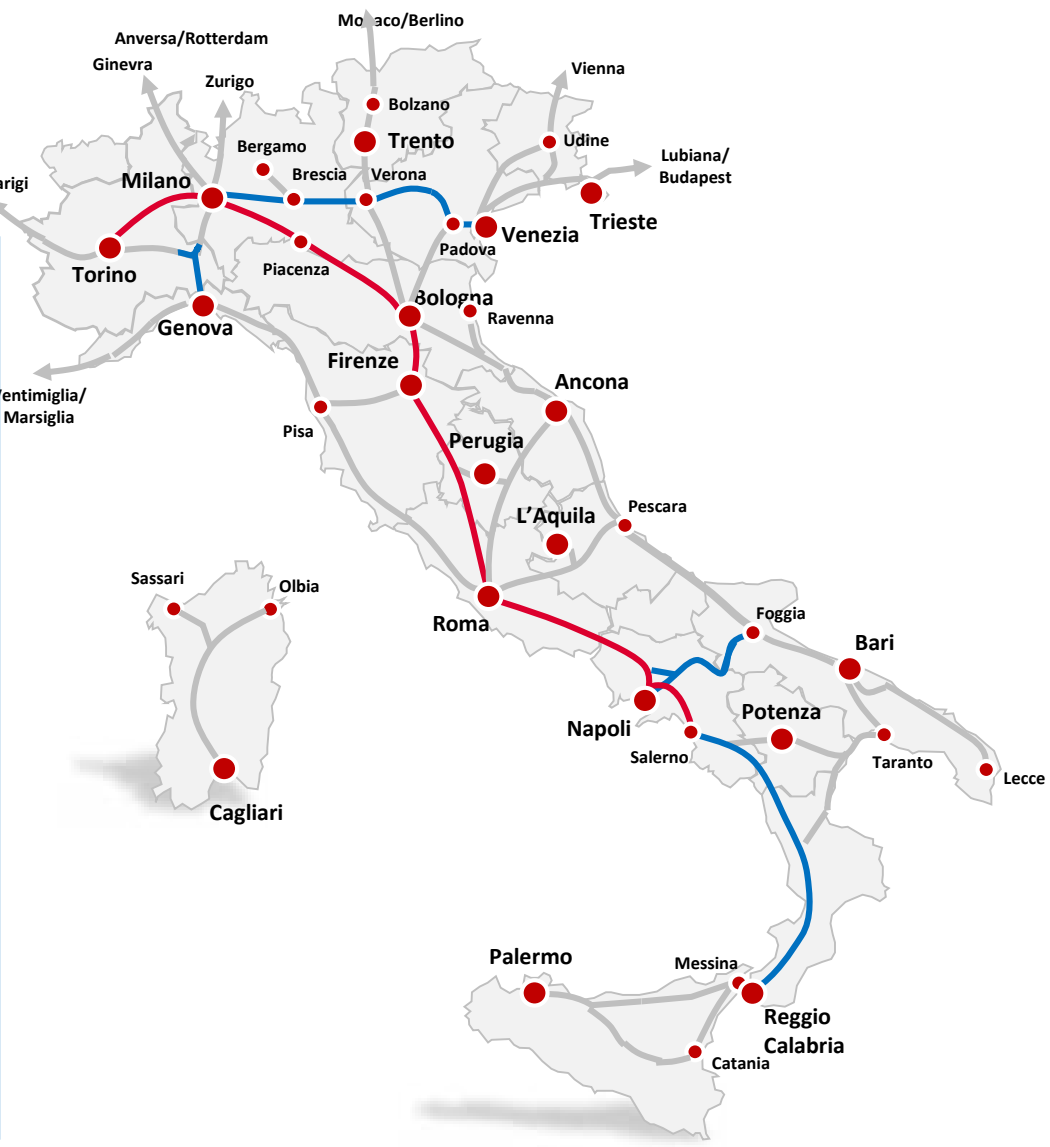 Monaco/Berlino
Anversa/Rotterdam
Ginevra
Zurigo
Vienna
Bolzano
Trento
Udine
Bergamo
Brescia
Verona
Lubiana/
Budapest
Milano
arigi
Trieste
Venezia
Padova
Torino
Piacenza
Bologna
Ravenna
Genova
Firenze
Ancona
entimiglia/
Marsiglia
Pisa
Perugia
L'Aquila
Pescara
Sassari
Olbia
Roma
Foggia
Bari
Napoli
Potenza
Salerno
Taranto
Lecce
Cagliari
Palermo
Messina
Reggio
Calabria
Catania